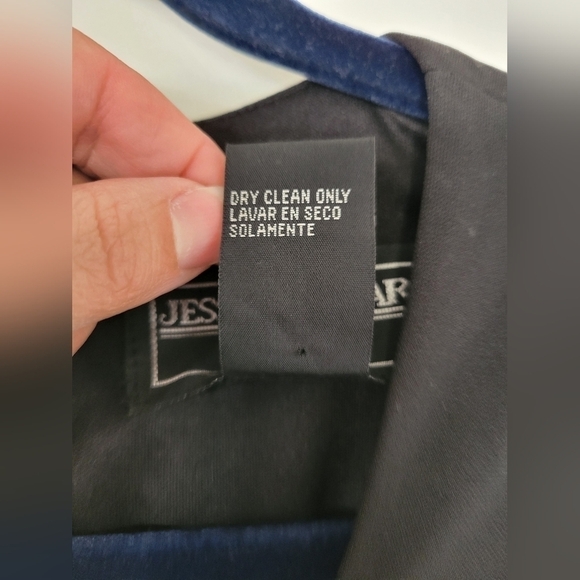 DRY CLEAN ONLY
LAVAR EN SECO
SOLAMENTE